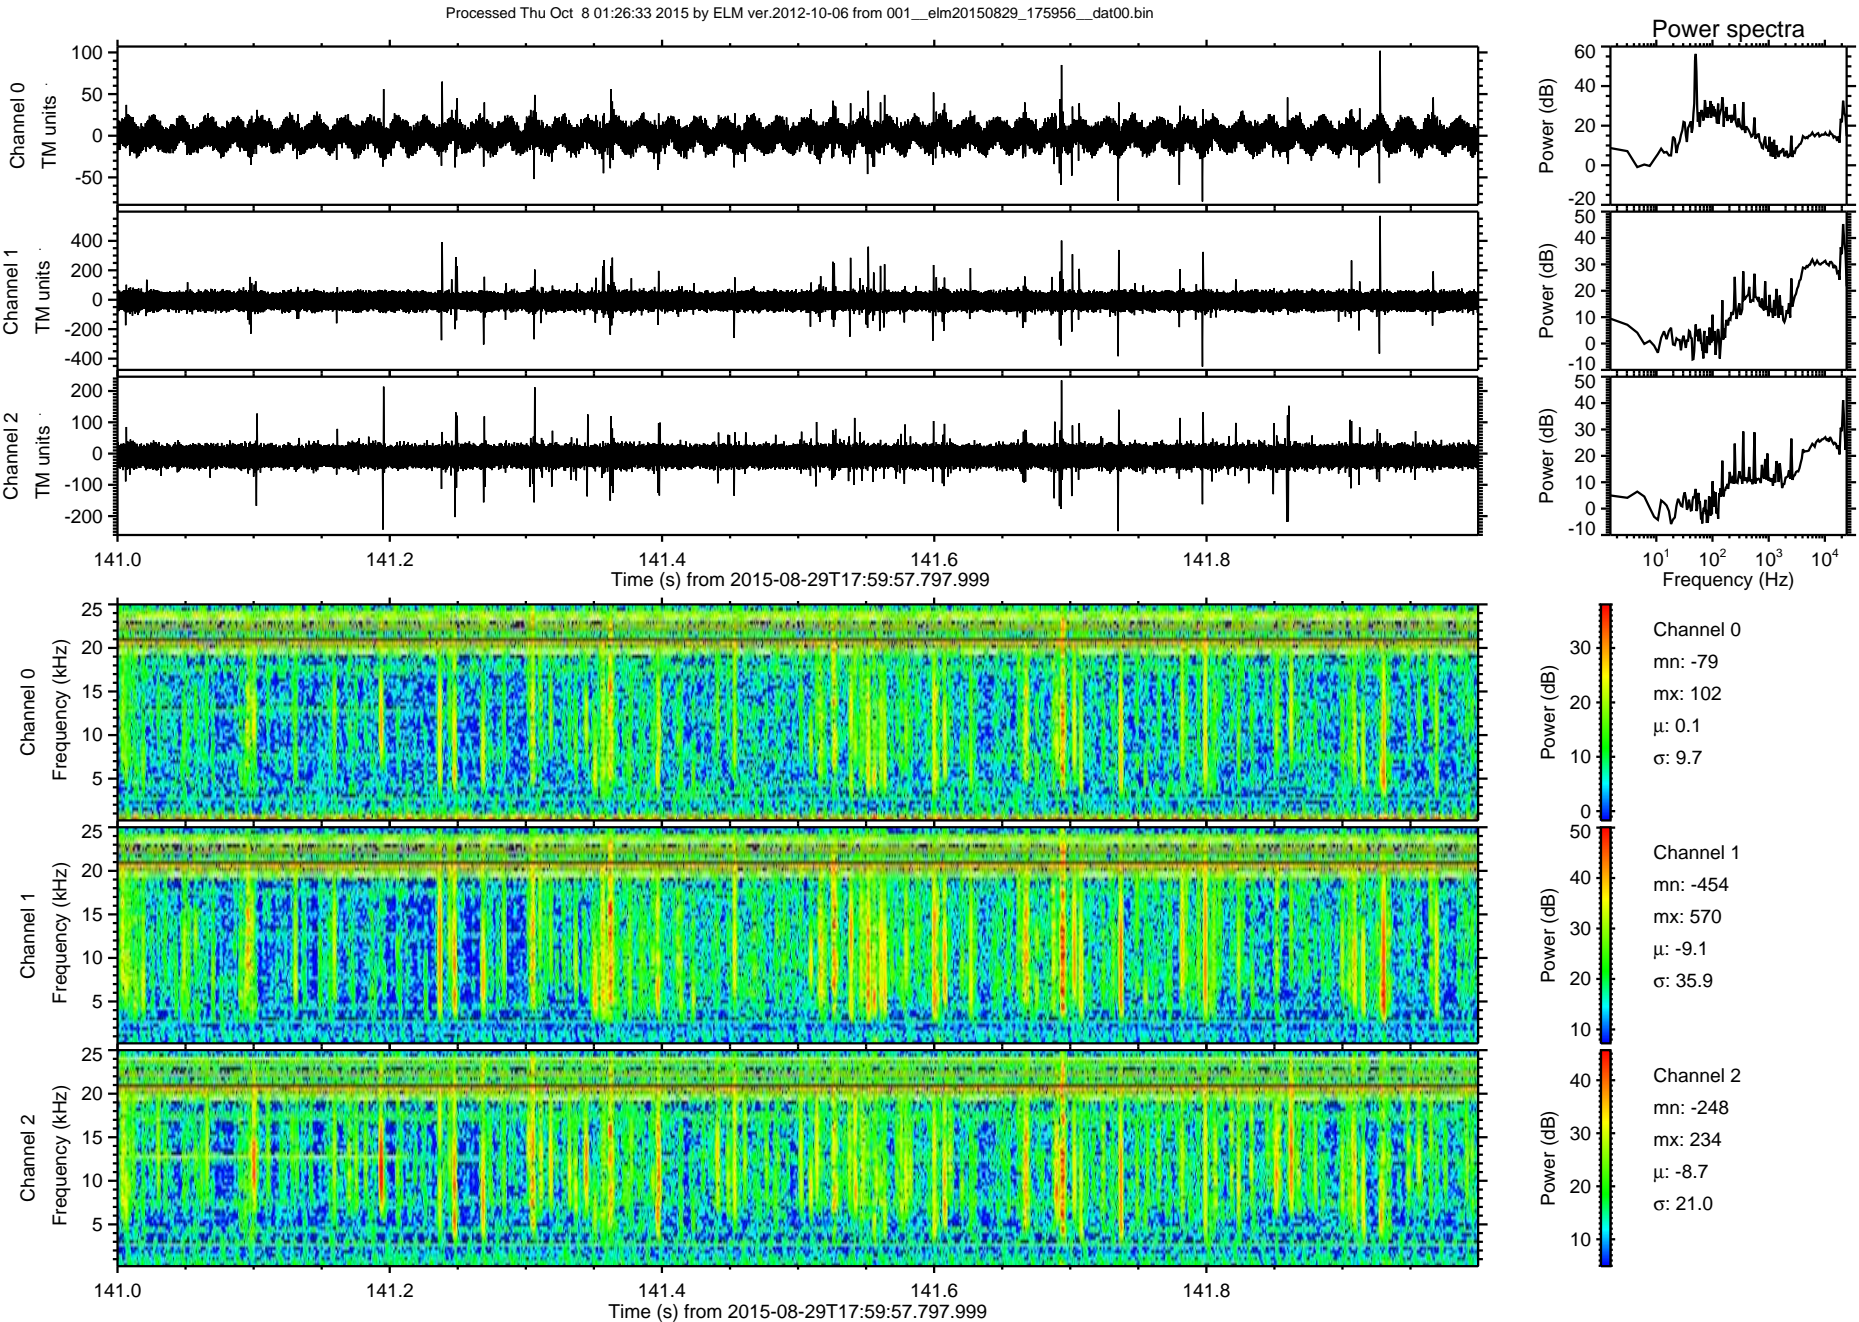 Processed Thu Oct  8 01:26:33 2015 by ELM ver.2012-10-06 from 001__elm20150829_175956__dat00.bin
Power spectra
Channel 0
TM units
100
50
0
-50
Power (dB)
60
40
20
0
-20
Channel 1
TM units
400
200
0
-200
-400
Power (dB)
50
40
30
20
10
0
-10
Channel 2
TM units
200
100
0
-100
-200
Power (dB)
50
40
30
20
10
0
-10
141.0 141.2 141.4 141.6 141.8
Time (s) from 2015-08-29T17:59:57.797.999
10¹ 10² 10³ 10⁴
Frequency (Hz)
Channel 0
Frequency (kHz)
25
20
15
10
5
Power (dB)
30
20
10
0
Channel 0
mn: -79
mx: 102
μ: 0.1
σ: 9.7
Channel 1
Frequency (kHz)
25
20
15
10
5
Power (dB)
50
40
30
20
10
Channel 1
mn: -454
mx: 570
μ: -9.1
σ: 35.9
Channel 2
Frequency (kHz)
25
20
15
10
5
Power (dB)
40
30
20
10
Channel 2
mn: -248
mx: 234
μ: -8.7
σ: 21.0
141.0 141.2 141.4 141.6 141.8
Time (s) from 2015-08-29T17:59:57.797.999